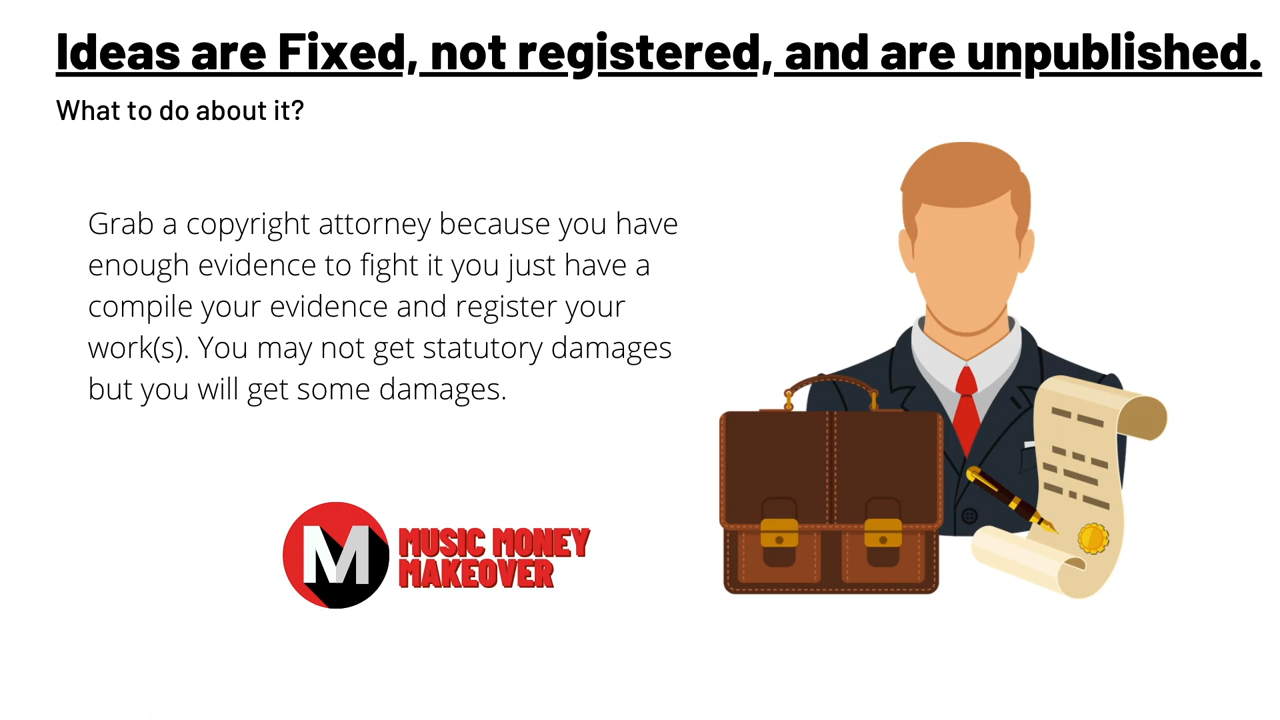 Ideas are Fixed, not registered, and are unpublished.
What to do about it?
Grab a copyright attorney because you have
enough evidence to fight it you just have a
compile your evidence and register your
work(s). You may not get statutory damages
but you will get some damages.
M
MUSIC MONEY
MAKEOVER